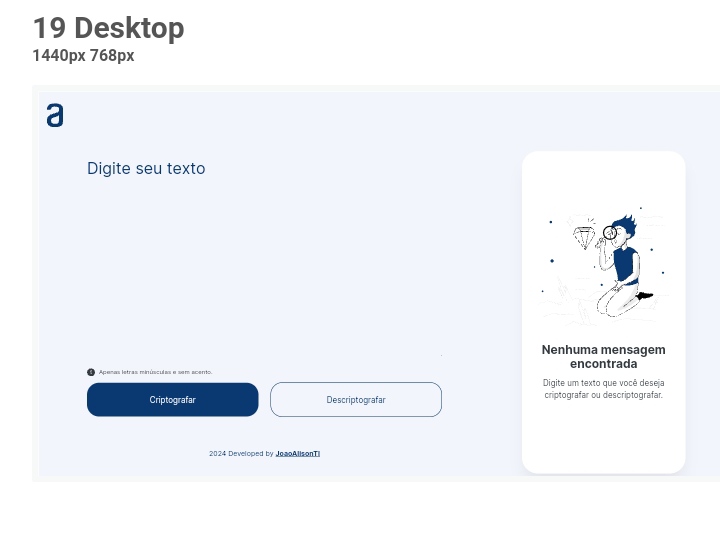 19 Desktop
1440px 768px
a
Digite seu texto
Apenas letras minúsculas e sem acento.
Criptografar
Descriptografar
2024 Developed by JoaoAlisonTI
Nenhuma mensagem
encontrada
Digite um texto que você deseja
criptografar ou descriptografar.